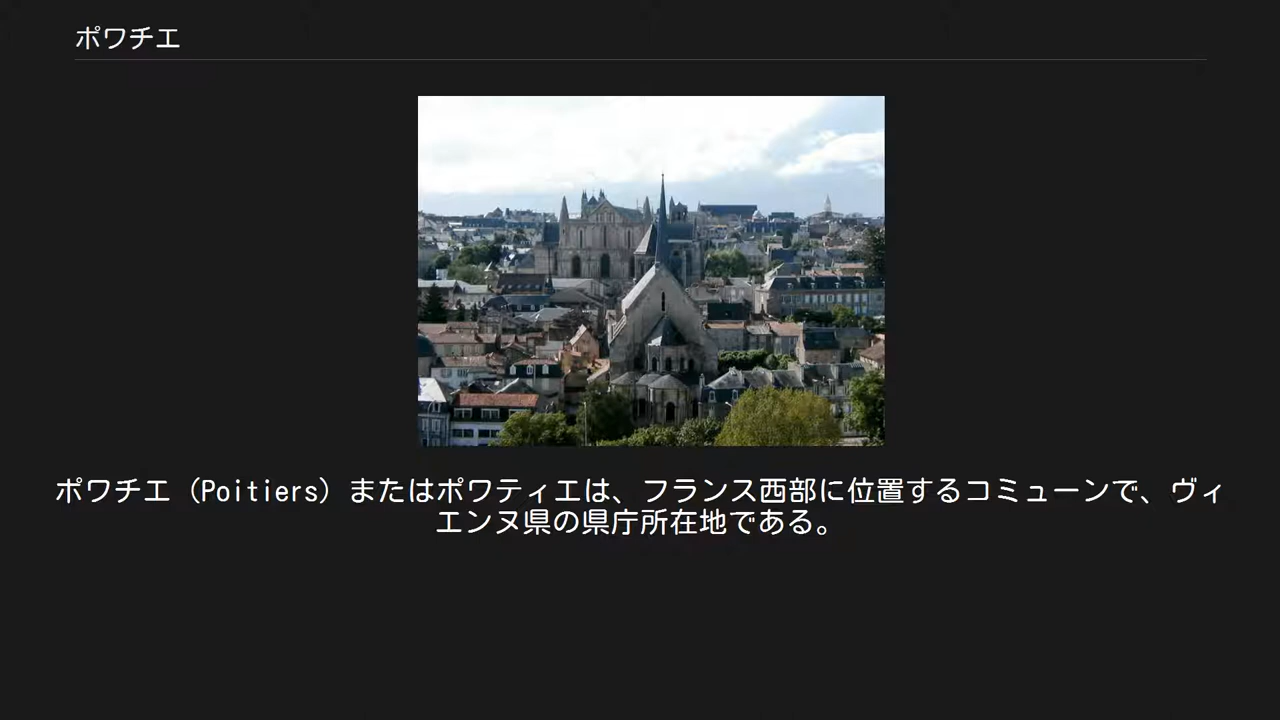 ポワチエ
ポワチエ（Poitiers）またはポワティエは、フランス西部に位置するコミューンで、ヴィ
エンヌ県の県庁所在地である。